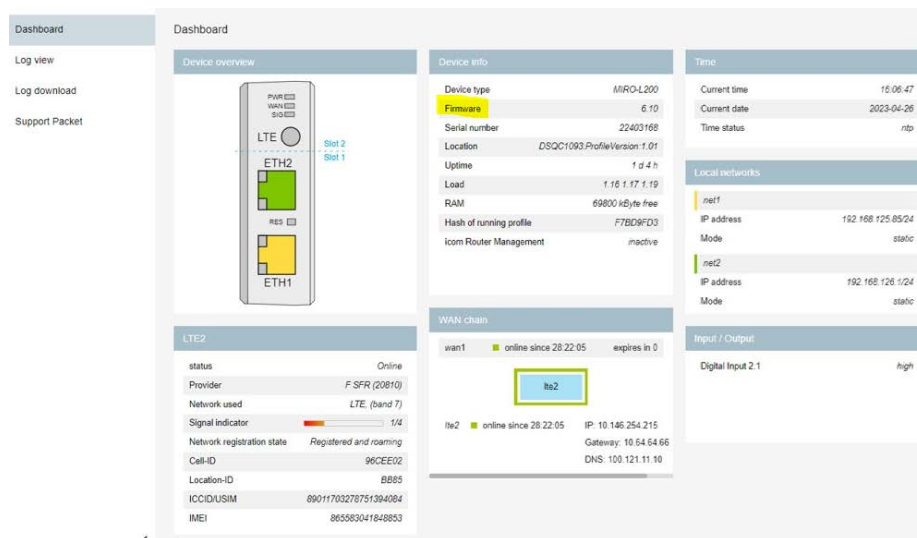 Dashboard
Log view
Log download
Support Packet
Dashboard
Device overview
PWR
WAN
SIG
LTE
Slot 2
Slot 1
ETH2
RES
ETH1
Device info
Device type MIRO-L200
Firmware 6.10
Serial number 22403168
Location DSQC1093:ProfileVersion:1.01
Uptime 1 d 4 h
Load 1.16 1.17 1.19
RAM 69800 kByte free
Hash of running profile F7BD9FD3
icom Router Management inactive
Time
Current time 15:06:47
Current date 2023-04-26
Time status ntp
Local networks
net1
IP address 192.168.125.85/24
Mode static
net2
IP address 192.168.126.1/24
Mode static
LTE2
status Online
Provider F SFR (20810)
Network used LTE, (band 7)
Signal indicator 1/4
Network registration state Registered and roaming
Cell-ID 96CEE02
Location-ID BB85
ICCID/USIM 89011703278751394084
IMEI 865583041848853
WAN chain
wan1 online since 28:22:05 expires in 0
lte2
lte2 online since 28:22:05 IP: 10.146.254.215
Gateway: 10.64.64.66
DNS: 100.121.11.10
Input / Output
Digital Input 2.1 high